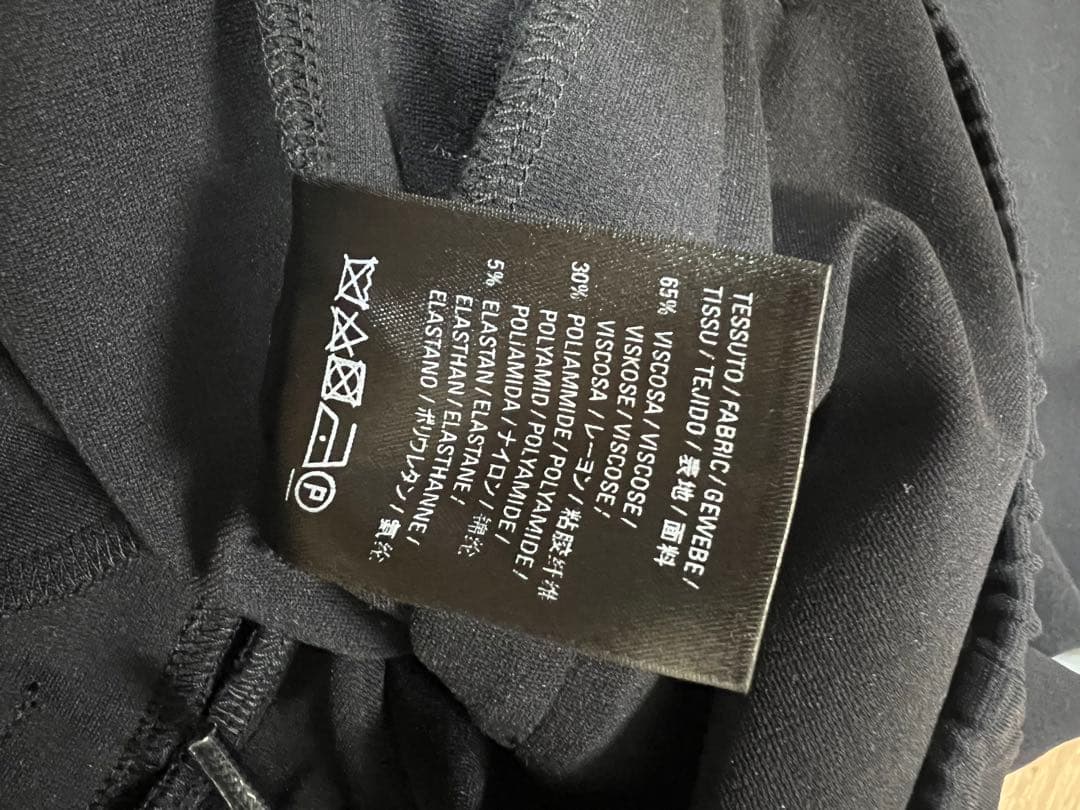 TESSUTO / FABRIC / GEWEBE /
TISSU / TEJIDO / 表地 / 面料
65% VISCOSA / VISCOSE /
VISKOSE / VISCOSE /
VISCOSA / レーヨン / 粘胶纤维
30% POLIAMMIDE / POLYAMIDE /
POLYAMID / POLYAMIDE /
POLIAMIDA / ナイロン / 锦纶
5% ELASTAN / ELASTANE /
ELASTHAN / ELASTHANNE /
ELASTANO / ポリウレタン / 氨纶
P